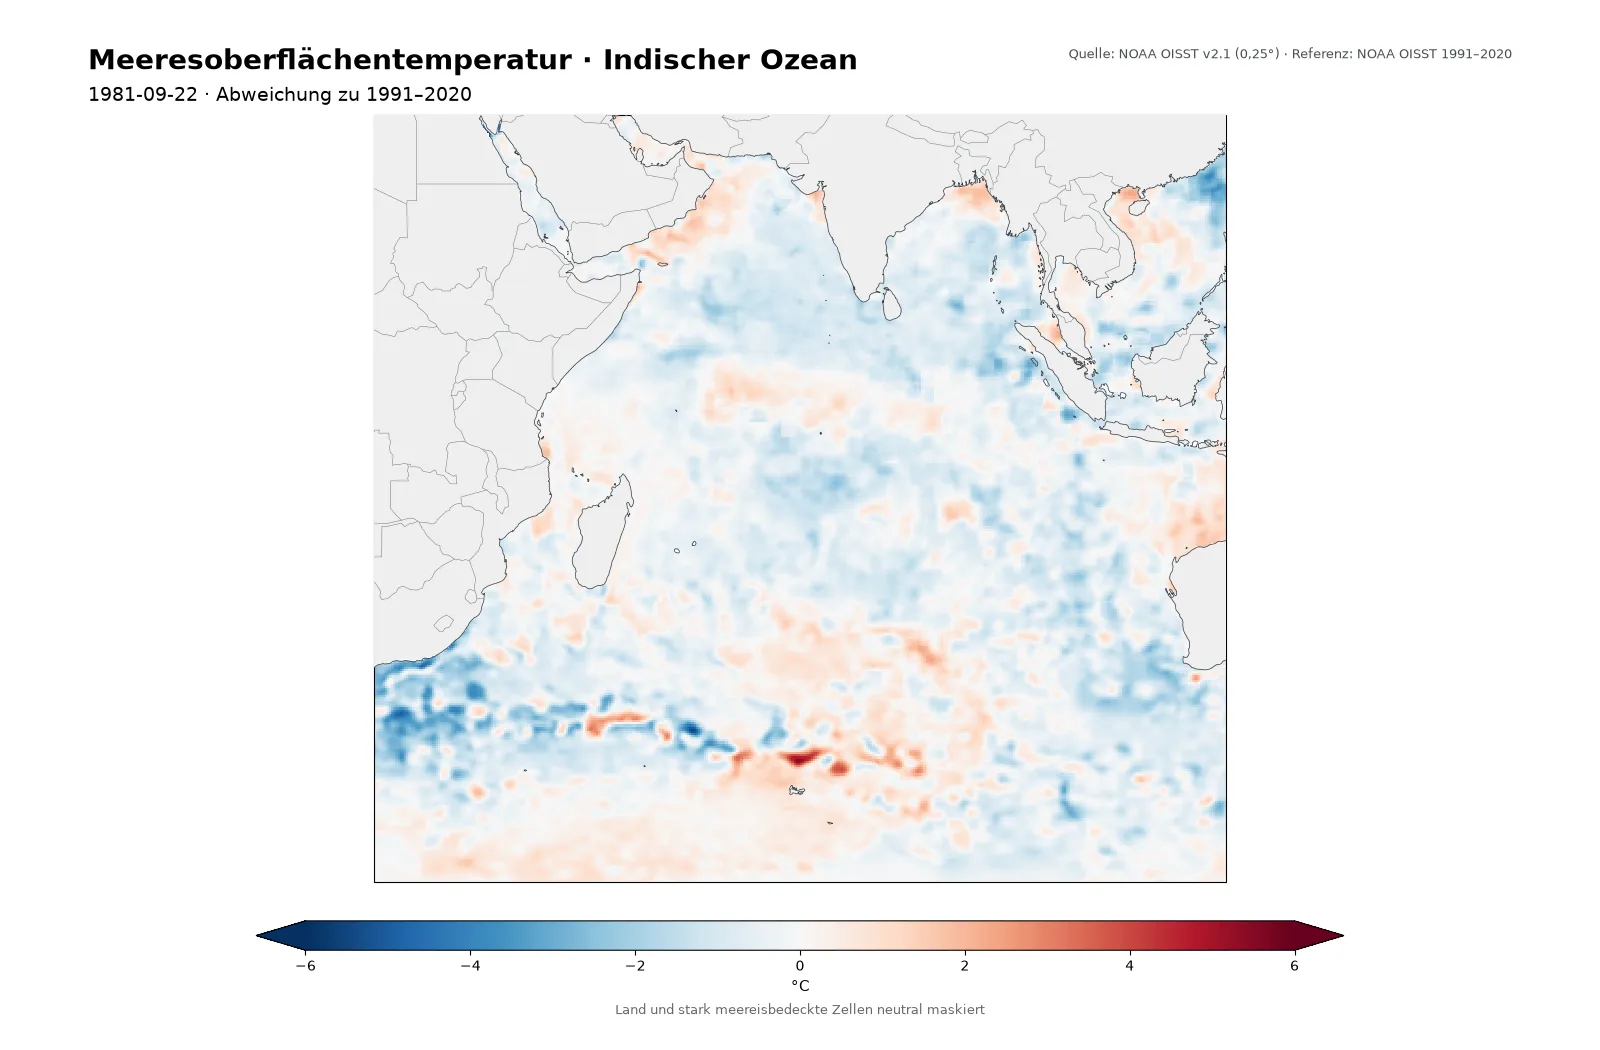 Meeresoberflächentemperatur · Indischer Ozean
Quelle: NOAA OISST v2.1 (0,25°) · Referenz: NOAA OISST 1991–2020
1981-09-22 · Abweichung zu 1991–2020
−6 −4 −2 0 2 4 6
°C
Land und stark meereisbedeckte Zellen neutral maskiert